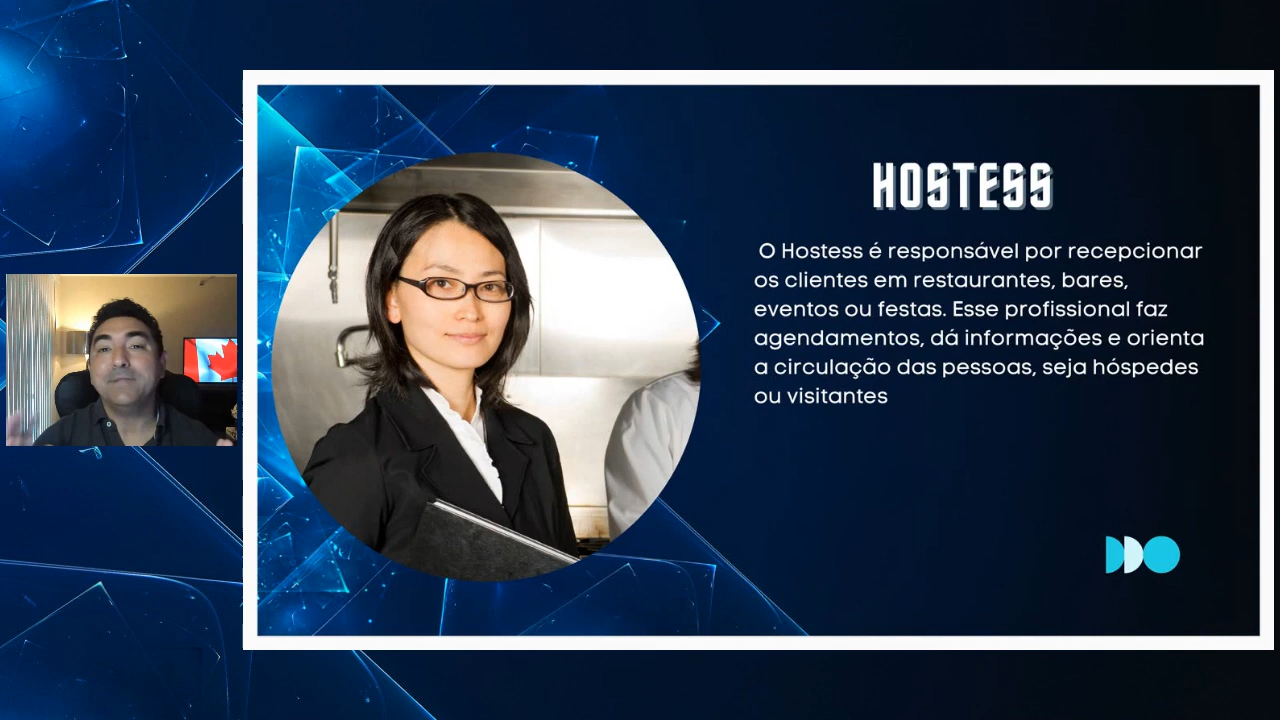 HOSTESS
O Hostess é responsável por recepcionar
os clientes em restaurantes, bares,
eventos ou festas. Esse profissional faz
agendamentos, dá informações e orienta
a circulação das pessoas, seja hóspedes
ou visitantes